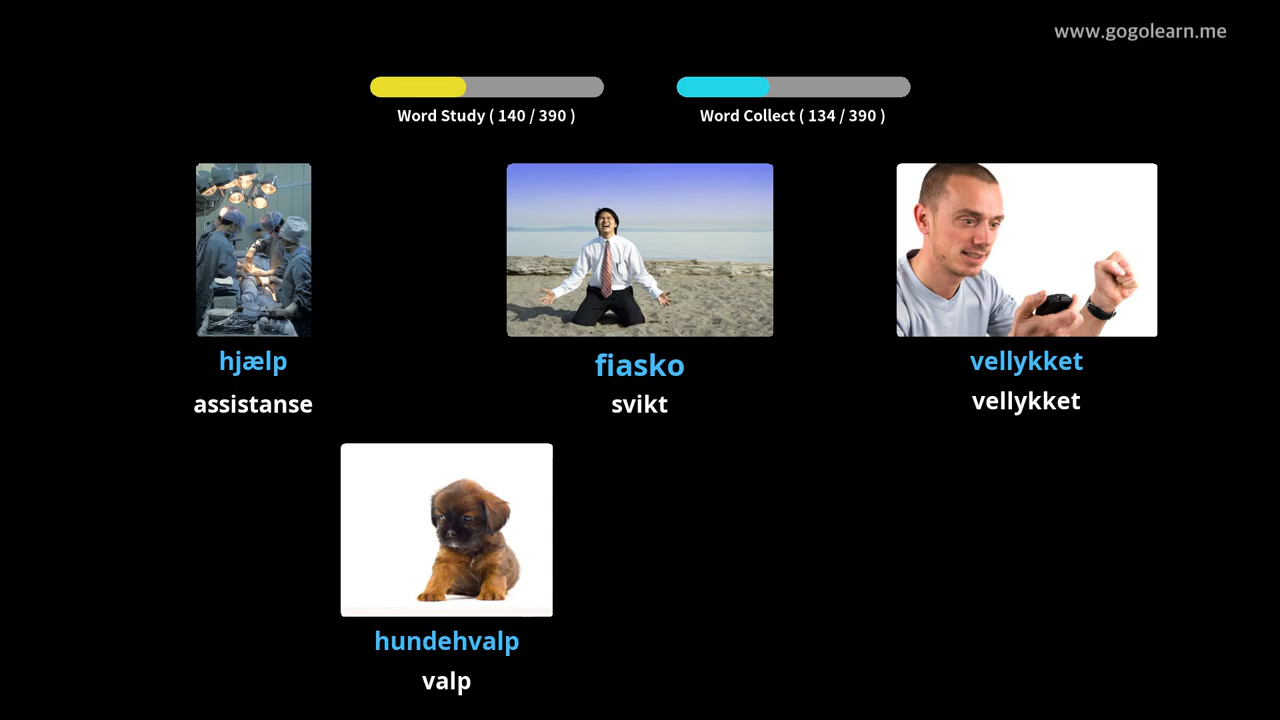 www.gogolearn.me
Word Study ( 140 / 390 )
Word Collect ( 134 / 390 )
hjælp
assistanse
fiasko
svikt
vellykket
vellykket
hundehvalp
valp